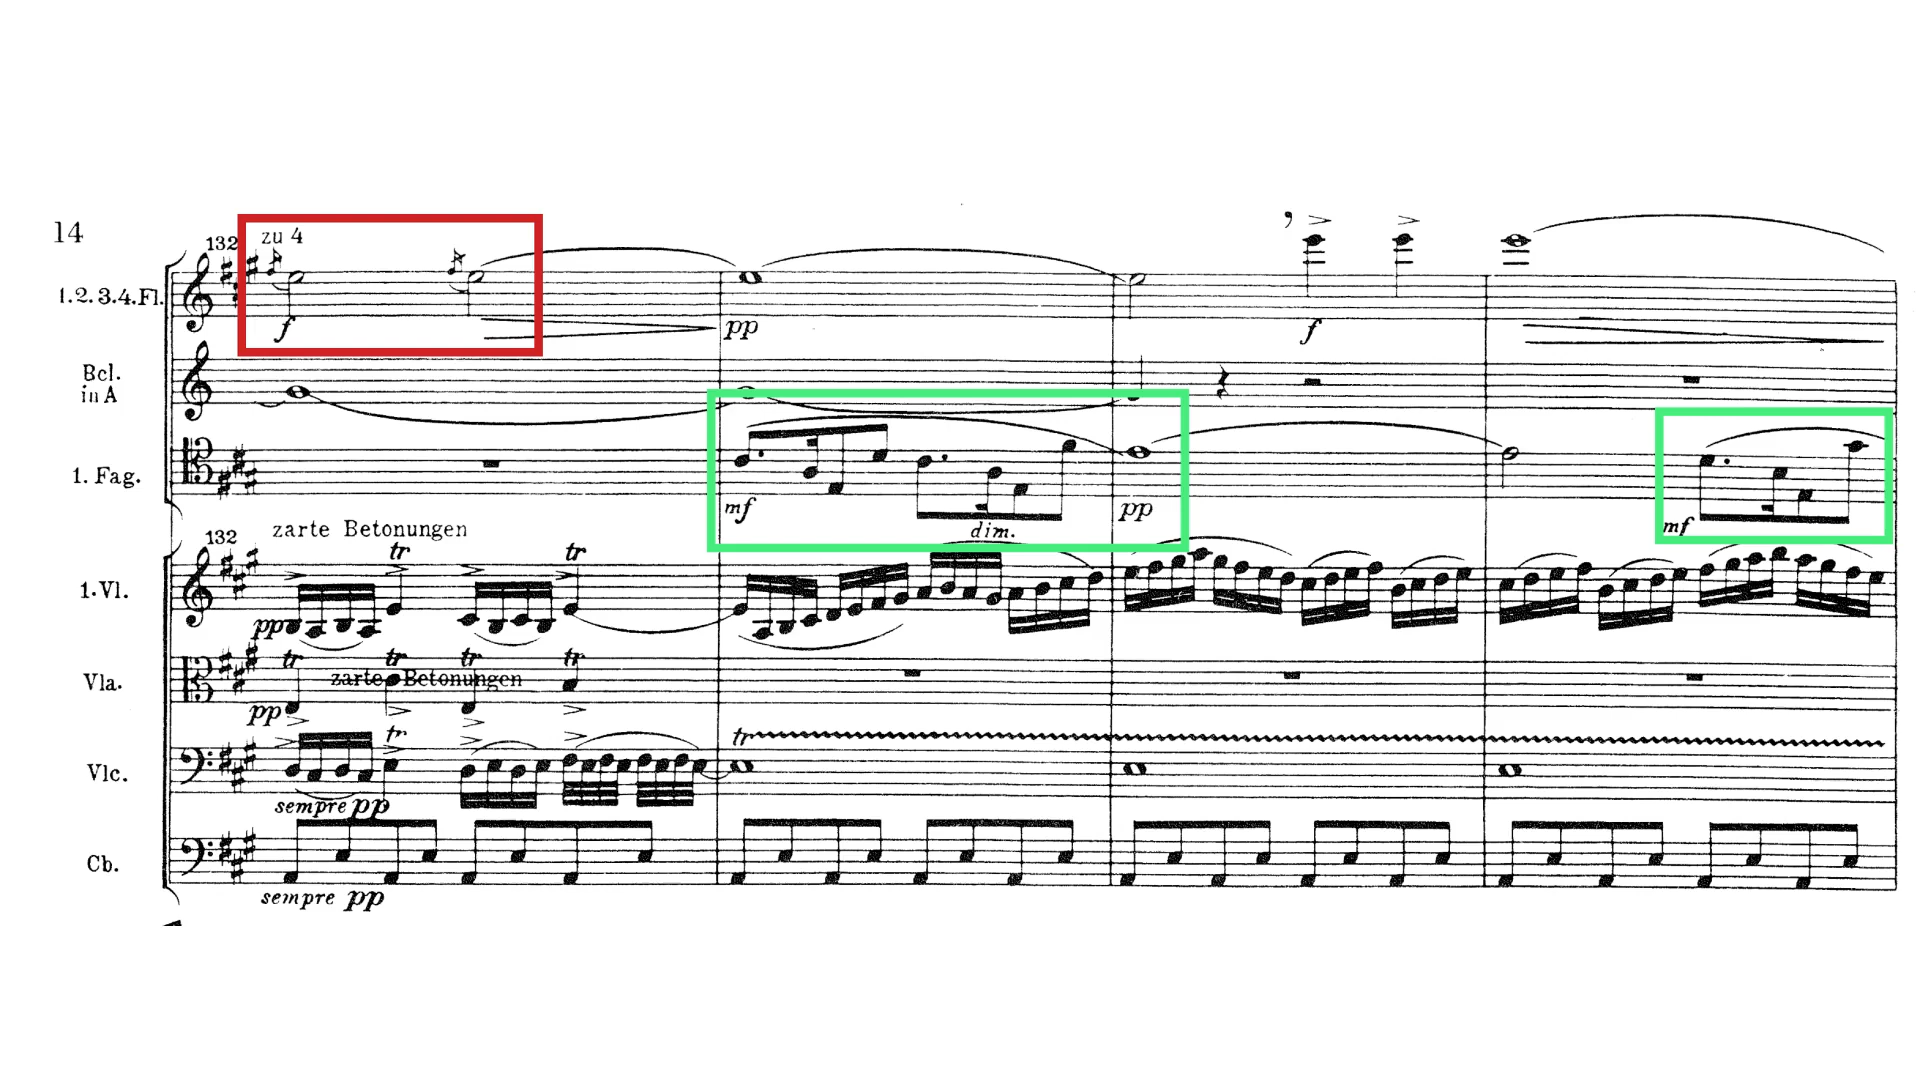 14
132 zu 4
1.2.3.4.Fl.
f pp f
Bcl.
in A
1. Fag.
mf dim. pp mf
132 zarte Betonungen
tr tr
1.Vl.
pp
tr tr tr tr
Vla. zarte Betonungen
pp
tr tr
Vlc.
sempre pp
Cb.
sempre pp